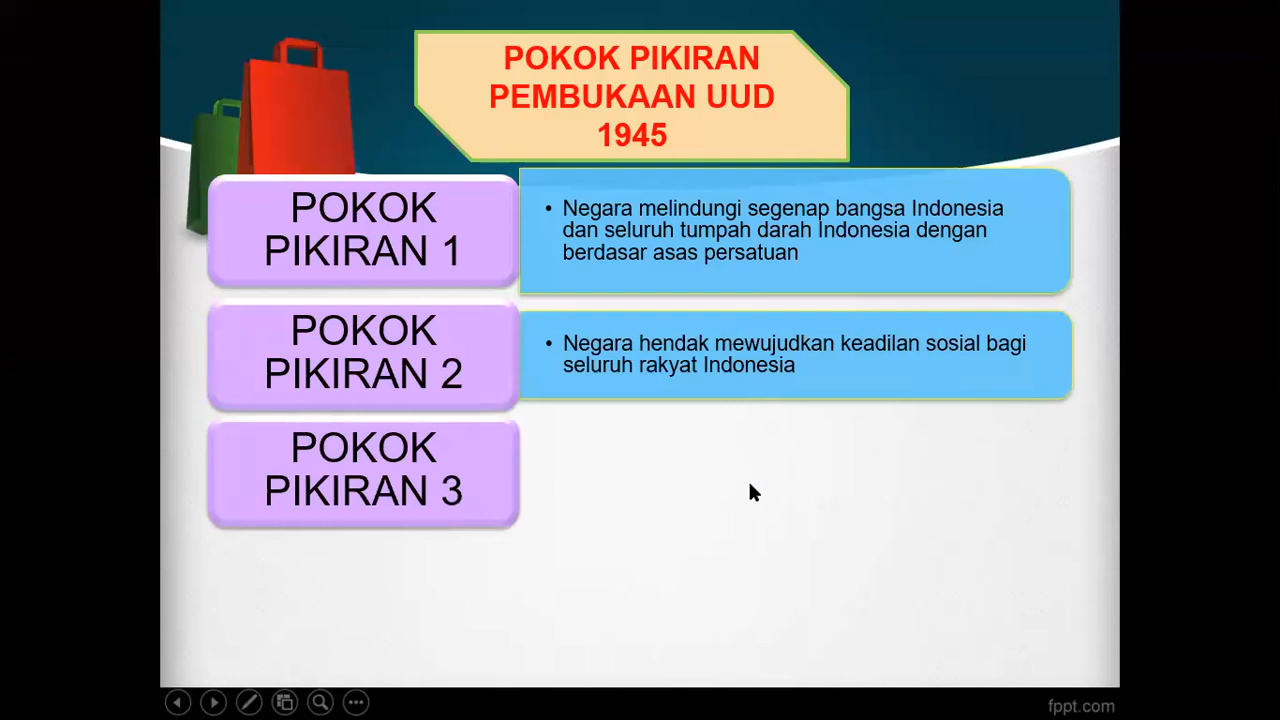 POKOK PIKIRAN
PEMBUKAAN UUD
1945
POKOK
PIKIRAN 1
• Negara melindungi segenap bangsa Indonesia
dan seluruh tumpah darah Indonesia dengan
berdasar asas persatuan
POKOK
PIKIRAN 2
• Negara hendak mewujudkan keadilan sosial bagi
seluruh rakyat Indonesia
POKOK
PIKIRAN 3
fppt.com